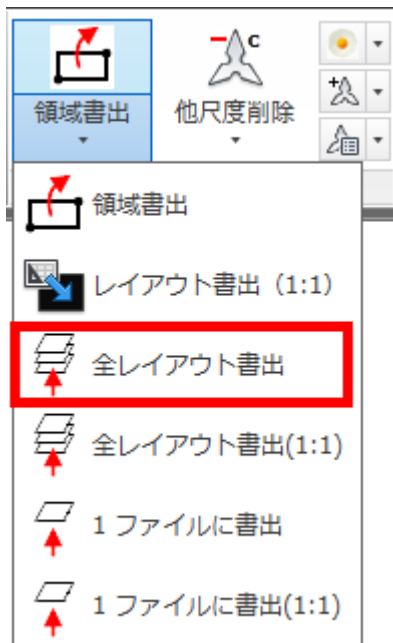 領域書出
他尺度削除
C
領域書出
レイアウト書出（1:1）
全レイアウト書出
全レイアウト書出(1:1)
1 ファイルに書出
1 ファイルに書出(1:1)